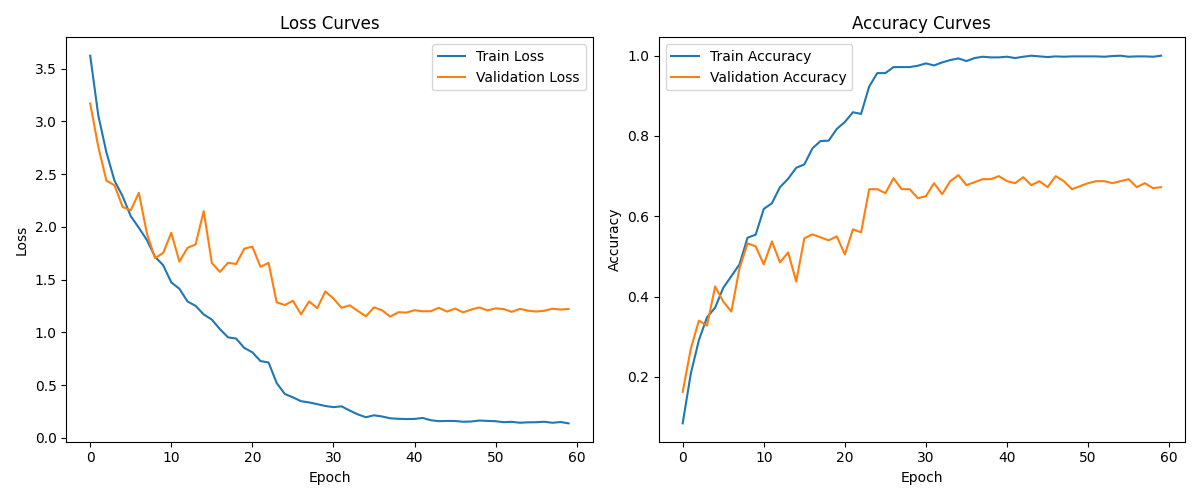 Loss Curves
Train Loss
Validation Loss
3.5
3.0
2.5
2.0
1.5
1.0
0.5
0.0
Loss
0 10 20 30 40 50 60
Epoch
Accuracy Curves
Train Accuracy
Validation Accuracy
1.0
0.8
0.6
0.4
0.2
Accuracy
0 10 20 30 40 50 60
Epoch